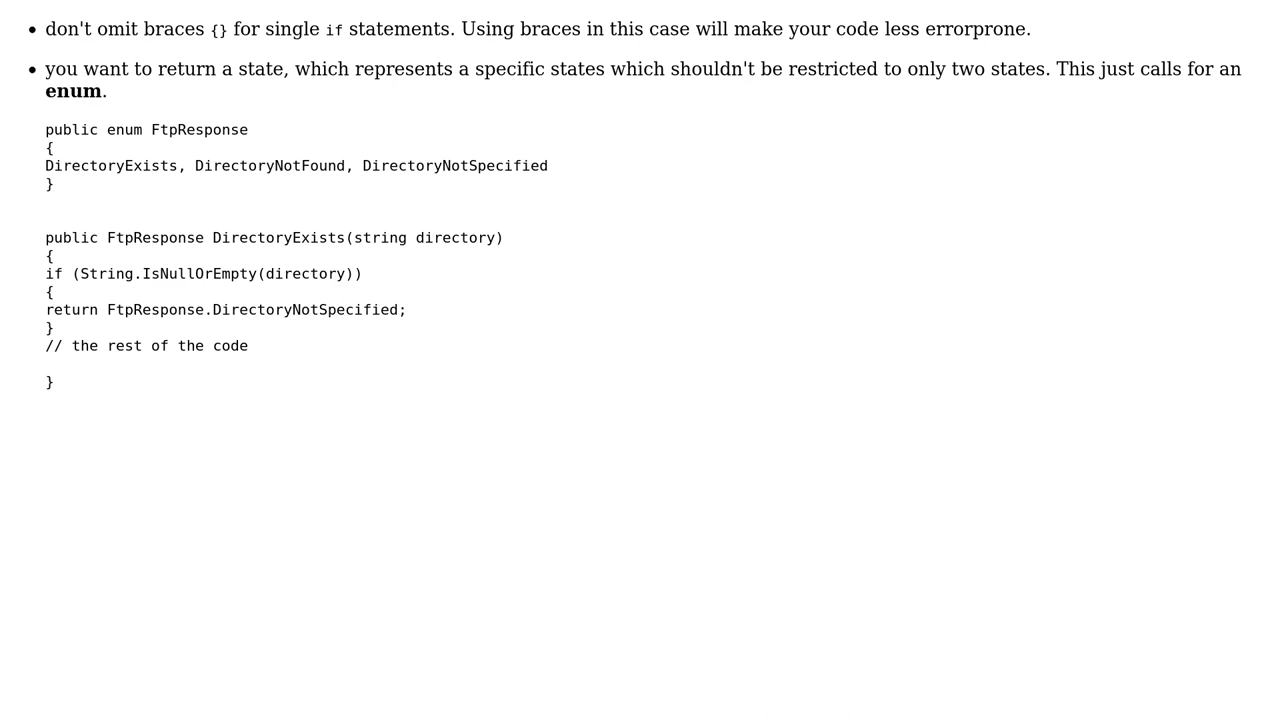 • don't omit braces {} for single if statements. Using braces in this case will make your code less errorprone.
• you want to return a state, which represents a specific states which shouldn't be restricted to only two states. This just calls for an
enum.
public enum FtpResponse
{
DirectoryExists, DirectoryNotFound, DirectoryNotSpecified
}
public FtpResponse DirectoryExists(string directory)
{
if (String.IsNullOrEmpty(directory))
{
return FtpResponse.DirectoryNotSpecified;
}
// the rest of the code
}